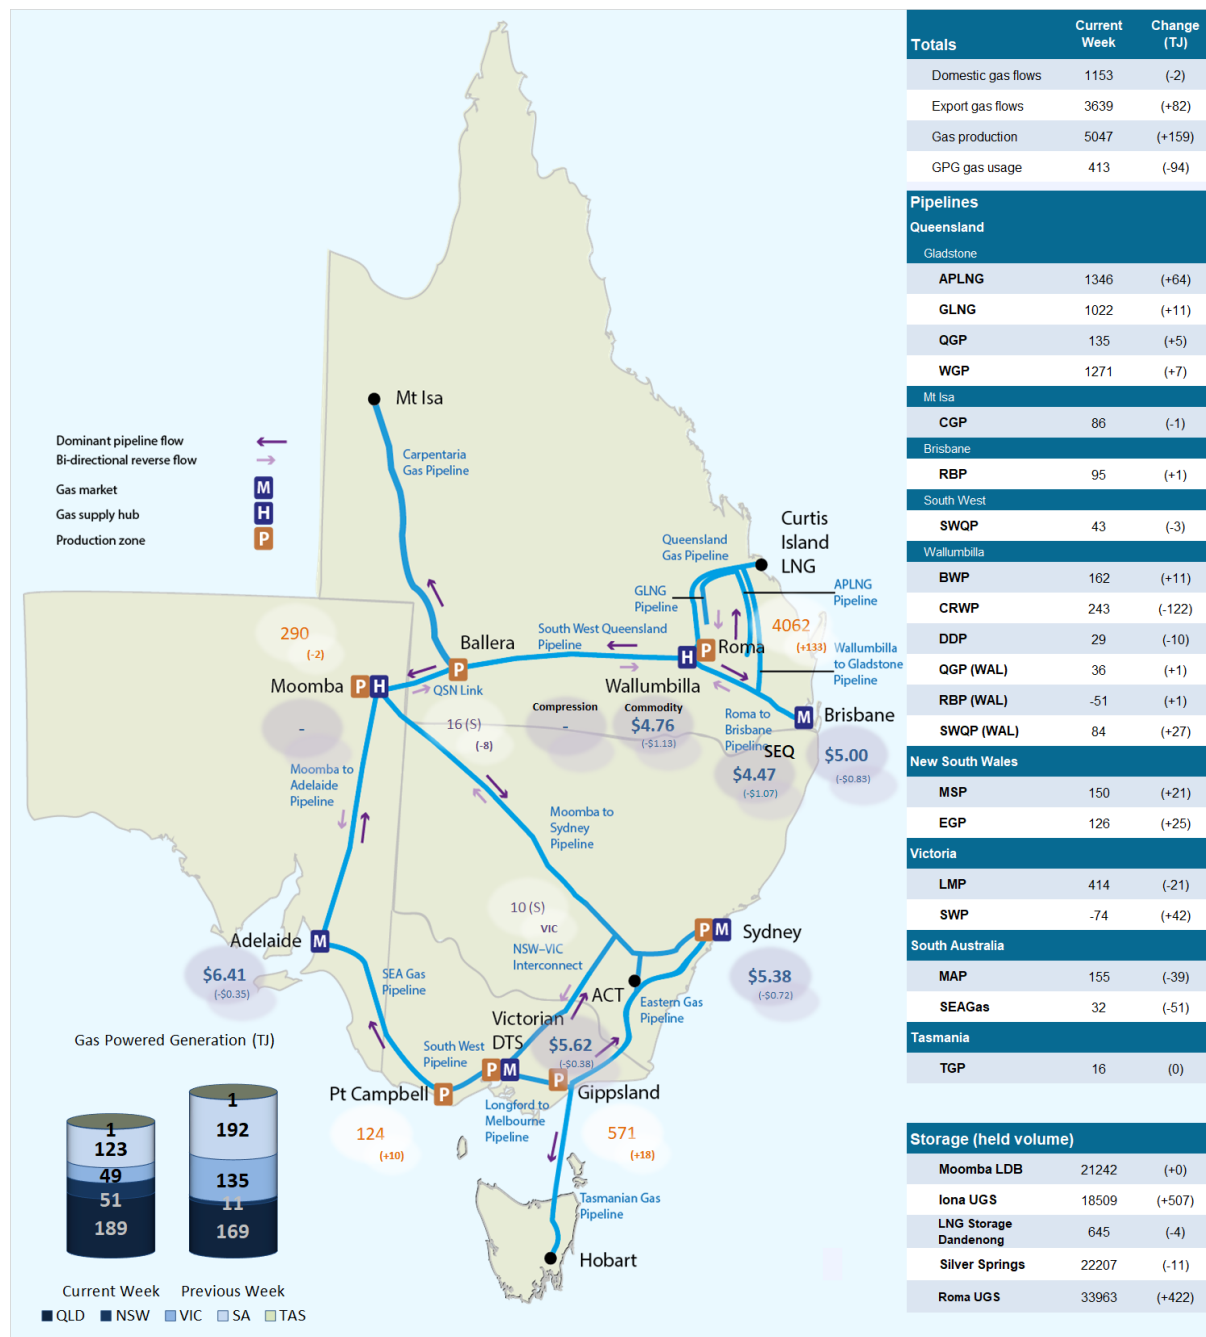 Mt Isa
Dominant pipeline flow
Bi-directional reverse flow
Gas market M
Gas supply hub H
Production zone P
Carpentaria
Gas Pipeline
Curtis
Island
LNG
Queensland
Gas Pipeline
GLNG
Pipeline
APLNG
Pipeline
4062
(+133)
Wallumbilla
to Gladstone
Pipeline
290
(-2)
Ballera
P
South West Queensland
Pipeline
H P Roma
Wallumbilla
Moomba P H
QSN Link
-
16 (S)
(-8)
Compression
-
Commodity
$4.76
(-$1.13)
Roma to
Brisbane
Pipeline
M Brisbane
SEQ
$4.47
(-$1.07)
$5.00
(-$0.83)
Moomba to
Adelaide
Pipeline
Moomba to
Sydney
Pipeline
10 (S)
VIC
NSW–VIC
Interconnect
P M Sydney
$5.38
(-$0.72)
Adelaide M
$6.41
(-$0.35)
SEA Gas
Pipeline
ACT
Eastern Gas
Pipeline
Victorian
DTS
P M
$5.62
(-$0.38)
South West
Pipeline
Pt Campbell P
124
(+10)
P
Gippsland
571
(+18)
Longford to
Melbourne
Pipeline
Tasmanian Gas
Pipeline
Hobart
Gas Powered Generation (TJ)
1
123
49
51
189
1
192
135
11
169
Current Week Previous Week
QLD NSW VIC SA TAS
Totals Current Week Change (TJ)
Domestic gas flows 1153 (-2)
Export gas flows 3639 (+82)
Gas production 5047 (+159)
GPG gas usage 413 (-94)
Pipelines
Queensland
Gladstone
APLNG 1346 (+64)
GLNG 1022 (+11)
QGP 135 (+5)
WGP 1271 (+7)
Mt Isa
CGP 86 (-1)
Brisbane
RBP 95 (+1)
South West
SWQP 43 (-3)
Wallumbilla
BWP 162 (+11)
CRWP 243 (-122)
DDP 29 (-10)
QGP (WAL) 36 (+1)
RBP (WAL) -51 (+1)
SWQP (WAL) 84 (+27)
New South Wales
MSP 150 (+21)
EGP 126 (+25)
Victoria
LMP 414 (-21)
SWP -74 (+42)
South Australia
MAP 155 (-39)
SEAGas 32 (-51)
Tasmania
TGP 16 (0)
Storage (held volume)
Moomba LDB 21242 (+0)
Iona UGS 18509 (+507)
LNG Storage
Dandenong 645 (-4)
Silver Springs 22207 (-11)
Roma UGS 33963 (+422)